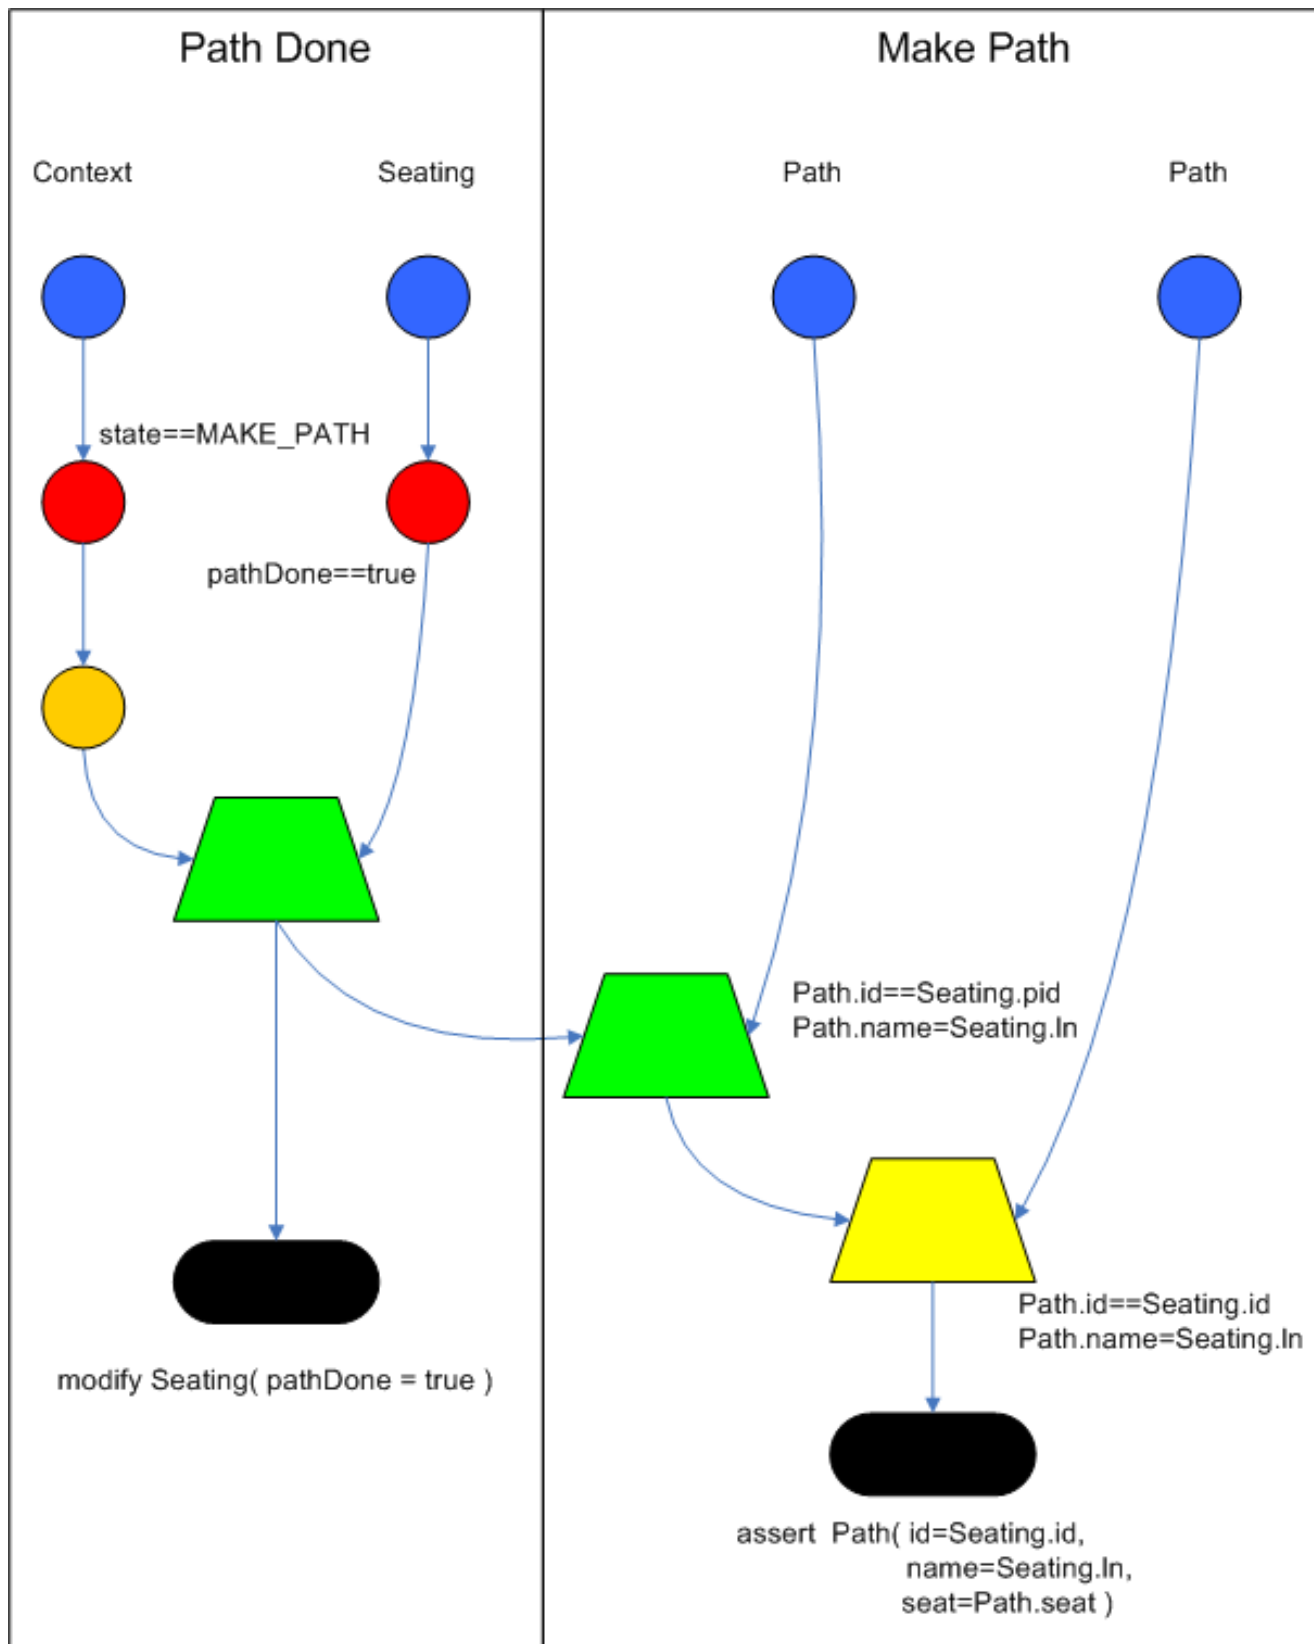 Path Done
Make Path
Context
Seating
Path
Path
state==MAKE_PATH
pathDone==true
Path.id==Seating.pid
Path.name=Seating.ln
Path.id==Seating.id
Path.name=Seating.ln
modify Seating( pathDone = true )
assert Path( id=Seating.id,
name=Seating.ln,
seat=Path.seat )